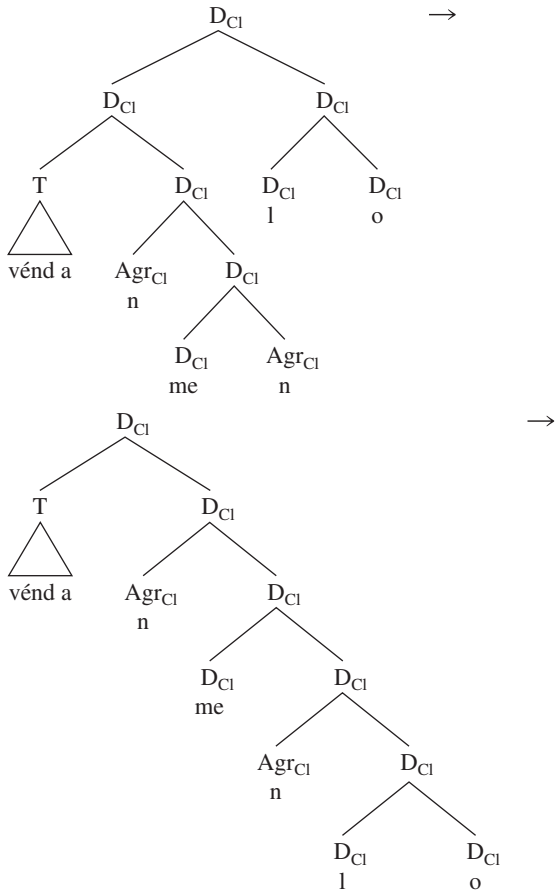 D_Cl →
D_Cl D_Cl
T D_Cl D_Cl D_Cl
l o
vénd a Agr_Cl D_Cl
n
D_Cl Agr_Cl
me n
D_Cl →
T D_Cl
vénd a Agr_Cl D_Cl
n
D_Cl D_Cl
me
Agr_Cl D_Cl
n
D_Cl D_Cl
l o